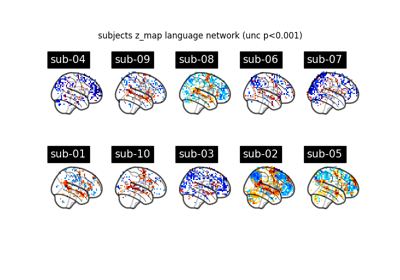 subjects z_map language network (unc p<0.001)
sub-04 sub-09 sub-08 sub-06 sub-07
sub-01 sub-10 sub-03 sub-02 sub-05